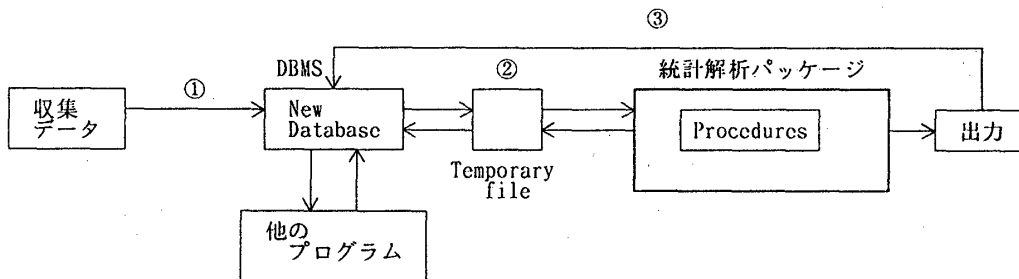 ③
DBMS
②
統計解析パッケージ
①
収集
データ
New
Database
Procedures
出力
Temporary
file
他の
プログラム